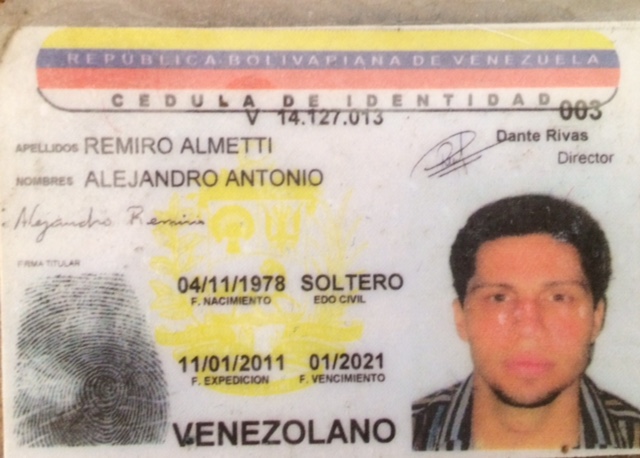 REPÚBLICA BOLIVARIANA DE VENEZUELA
CEDULA DE IDENTIDAD
V 14.127.013
003
APELLIDOS REMIRO ALMETTI
Dante Rivas
Director
NOMBRES ALEJANDRO ANTONIO
Alejandro Remiro
FIRMA TITULAR
04/11/1978 SOLTERO
F. NACIMIENTO EDO CIVIL
11/01/2011 01/2021
F. EXPEDICION F. VENCIMIENTO
VENEZOLANO